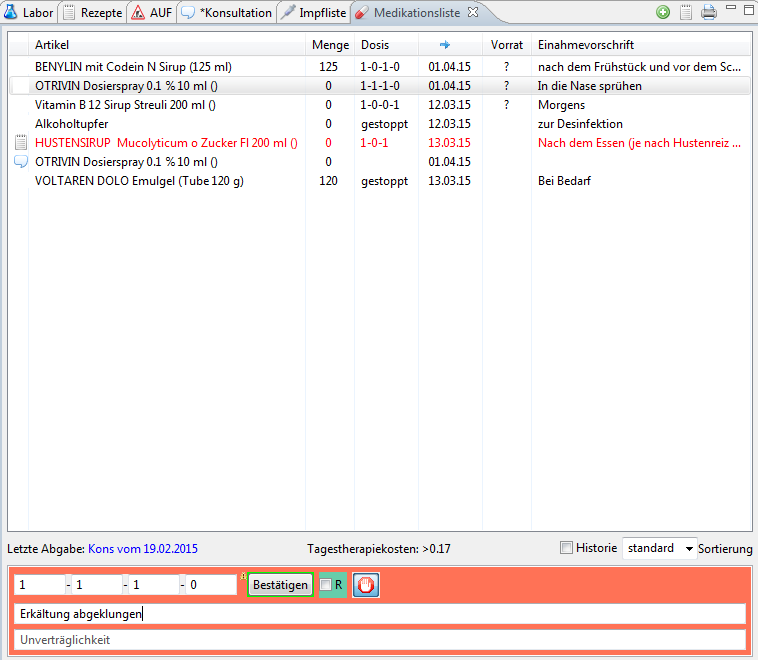 Labor Rezepte AUF *Konsultation Impfliste Medikationsliste
Artikel Menge Dosis Vorrat Einahmevorschrift
BENYLIN mit Codein N Sirup (125 ml) 125 1-0-1-0 01.04.15 ? nach dem Frühstück und vor dem Sc...
OTRIVIN Dosierspray 0.1 % 10 ml () 0 1-1-1-0 01.04.15 ? In die Nase sprühen
Vitamin B 12 Sirup Streuli 200 ml () 0 1-0-0-1 12.03.15 ? Morgens
Alkoholtupfer 0 gestoppt 12.03.15 zur Desinfektion
HUSTENSIRUP Mucolyticum o Zucker Fl 200 ml () 0 1-0-1 13.03.15 Nach dem Essen (je nach Hustenreiz ...
OTRIVIN Dosierspray 0.1 % 10 ml () 0 01.04.15
VOLTAREN DOLO Emulgel (Tube 120 g) 120 gestoppt 13.03.15 Bei Bedarf
Letzte Abgabe: Kons vom 19.02.2015 Tagestherapiekosten: >0.17 Historie standard Sortierung
1 - 1 - 1 - 0 Bestätigen R
Erkältung abgeklungen
Unverträglichkeit